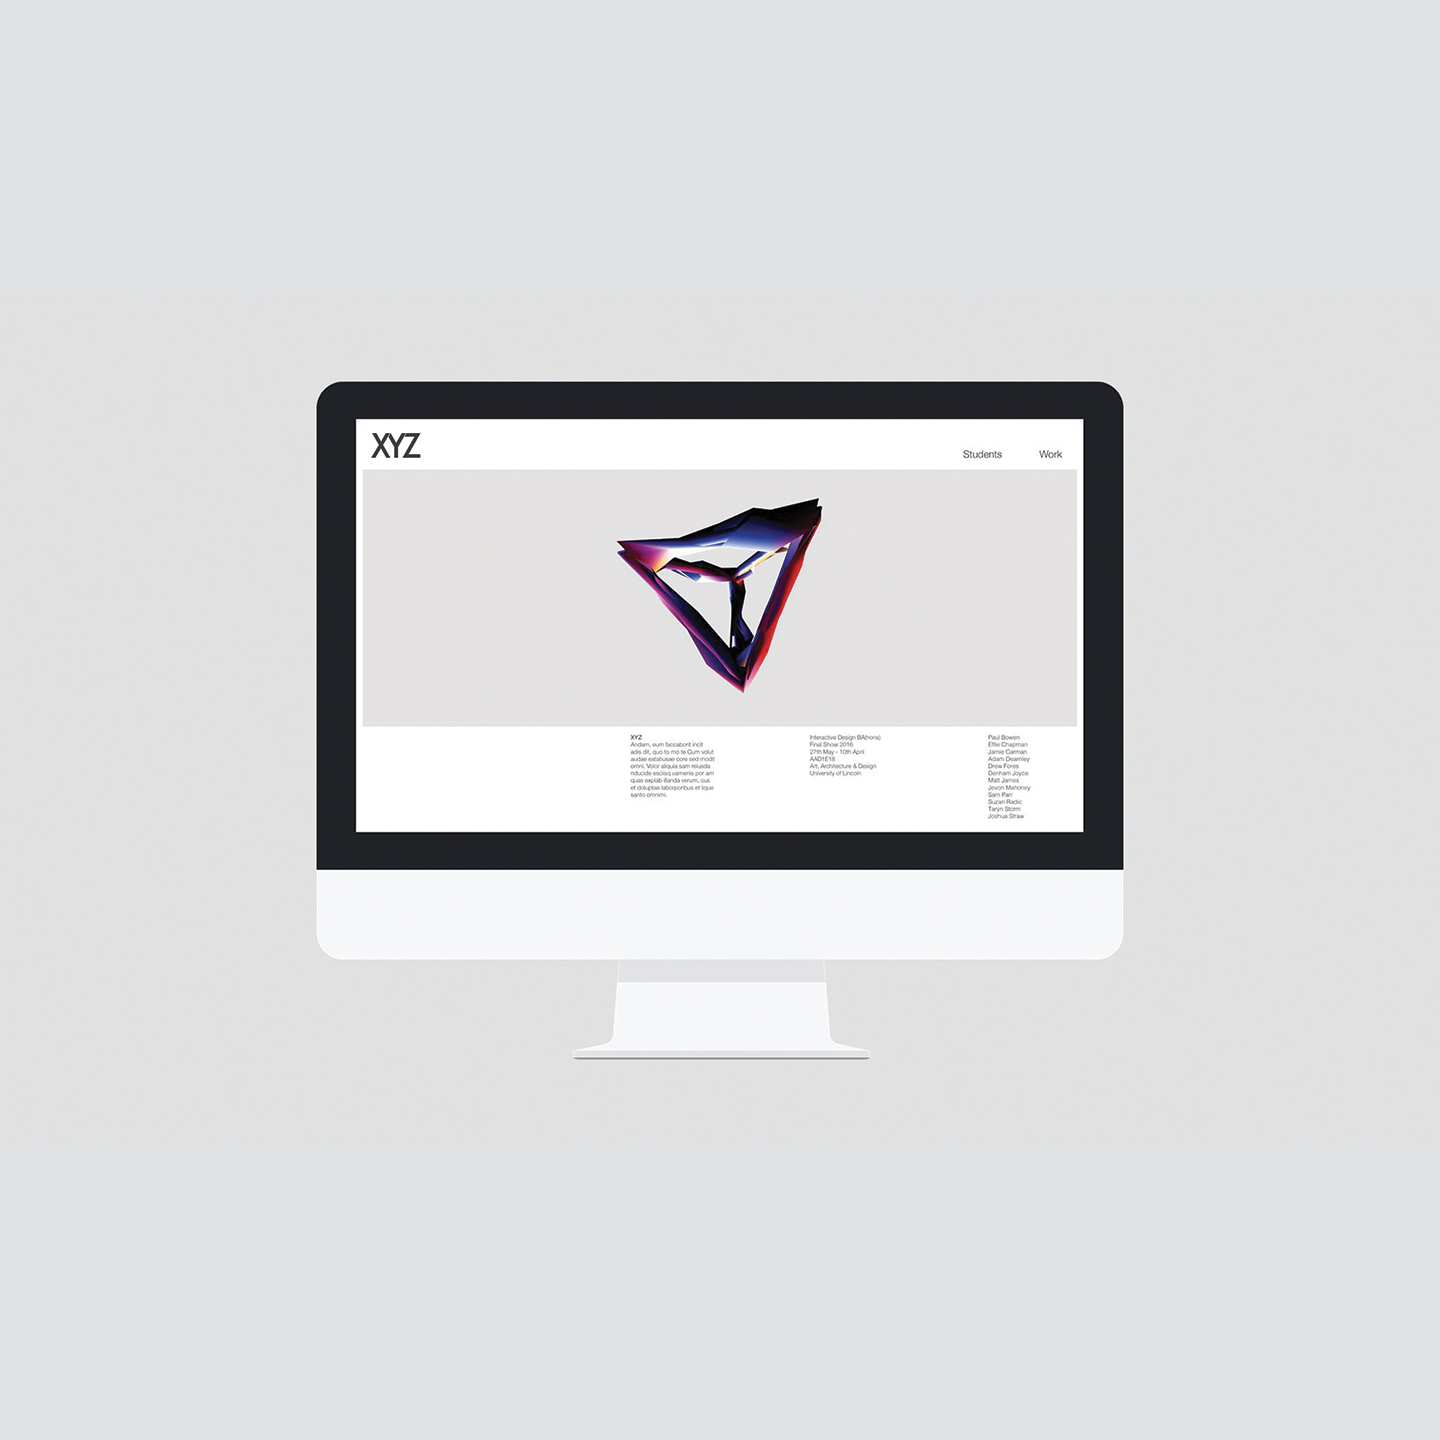 XYZ
Students
Work
XYZ
Andam, eum faccaborit incit
adis dit, quo to mo te Cum volut
audae eatatiusae core sed modit
omni. Volor aliquia sam reiusda
nducide escisq uamenis por am
quas explab illanda verum, cus
et doluptae laborporibus et lique
santo omnimi.
Interactive Design BA(hons)
Final Show 2016
27th May - 10th April
AAD1E18
Art, Architecture & Design
University of Lincoln
Paul Bowen
Effie Chapman
Jamie Carman
Adam Dearnley
Drew Fores
Denham Joyce
Matt James
Jevon Mahoney
Sam Parr
Suzan Radic
Taryn Storm
Joshua Straw